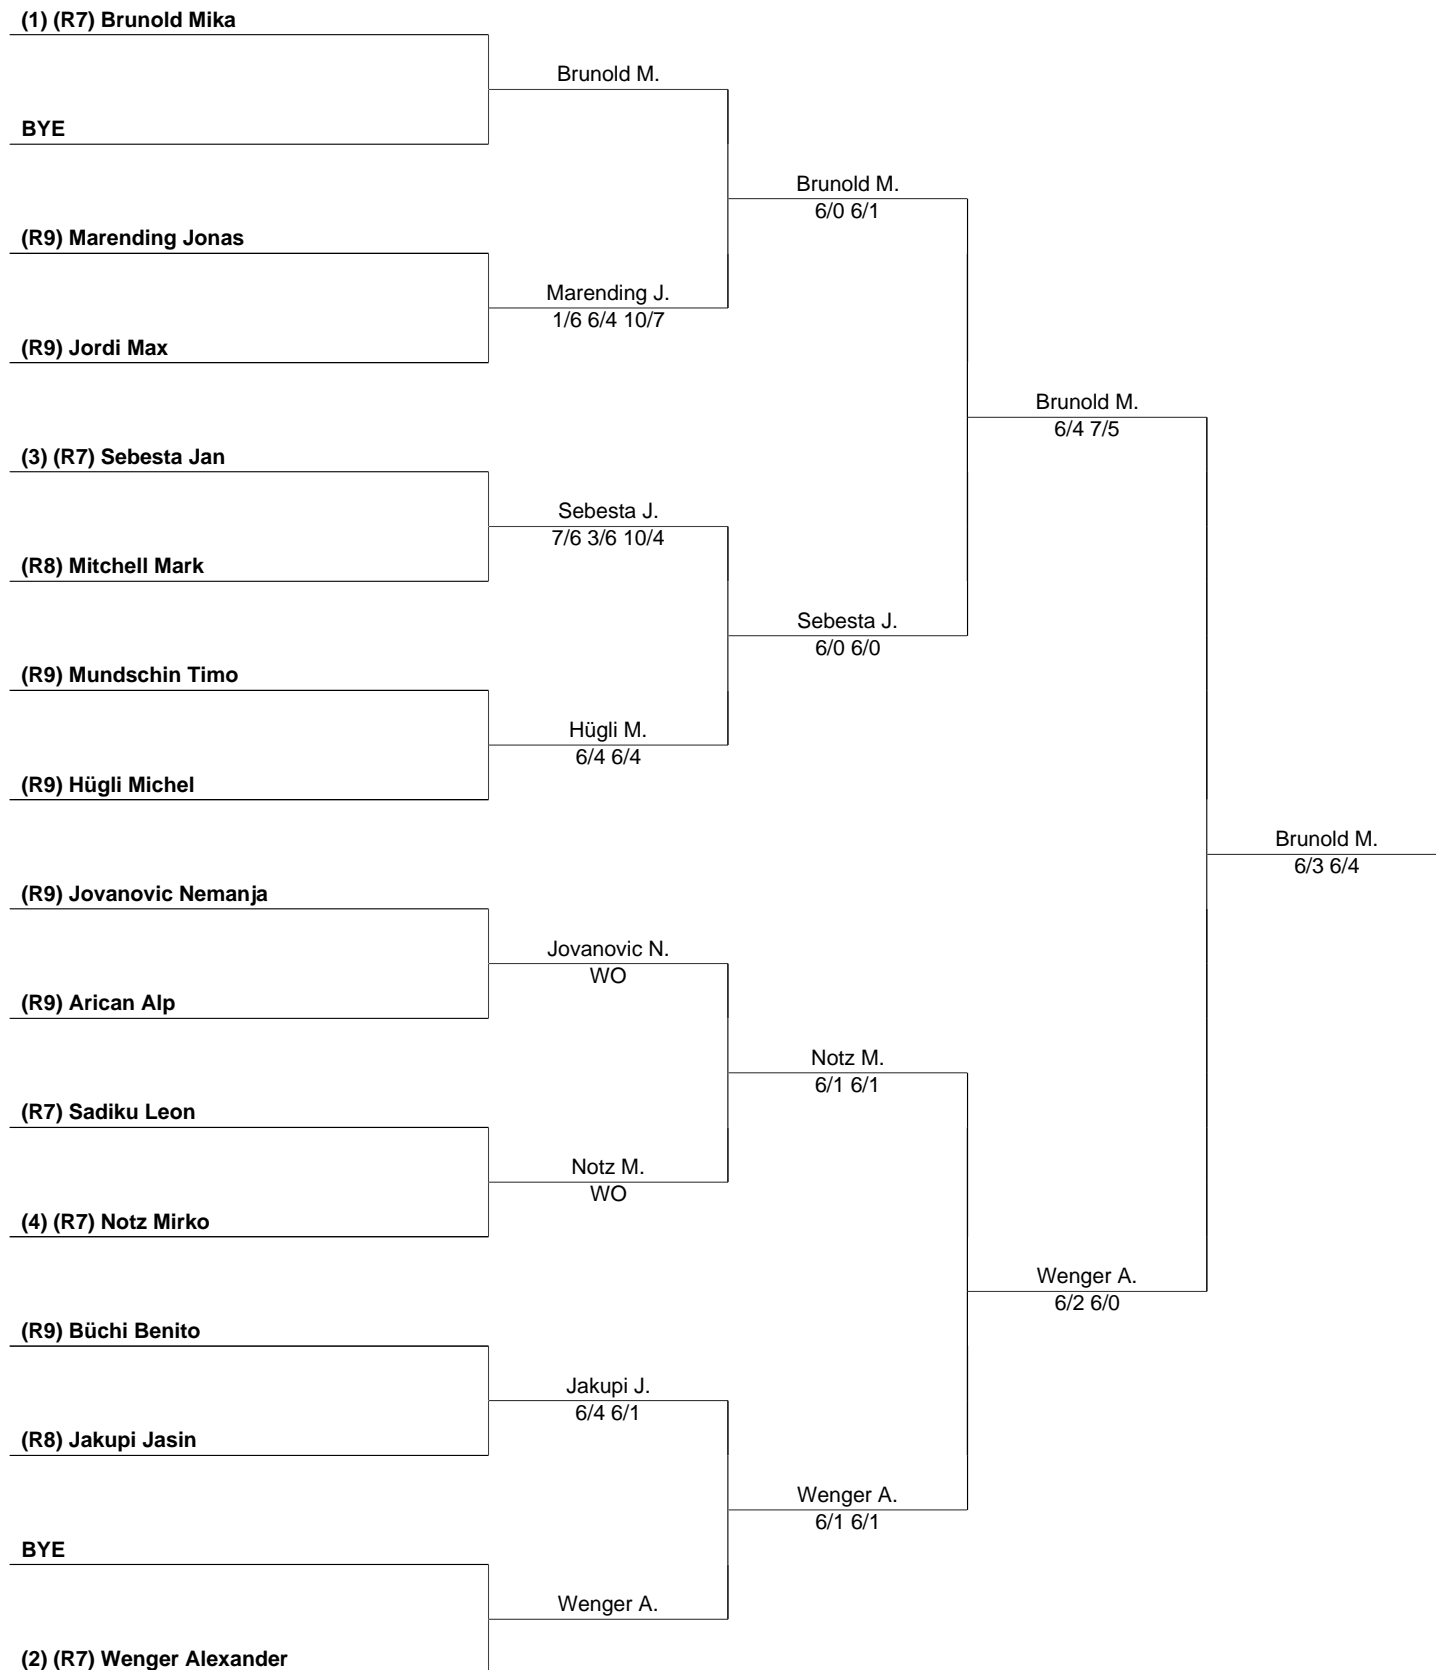 (1) (R7) Brunold Mika
Brunold M.
BYE
Brunold M.
6/0 6/1
(R9) Marending Jonas
Marending J.
1/6 6/4 10/7
(R9) Jordi Max
Brunold M.
6/4 7/5
(3) (R7) Sebesta Jan
Sebesta J.
7/6 3/6 10/4
(R8) Mitchell Mark
Sebesta J.
6/0 6/0
(R9) Mundschin Timo
Hügli M.
6/4 6/4
(R9) Hügli Michel
Brunold M.
6/3 6/4
(R9) Jovanovic Nemanja
Jovanovic N.
WO
(R9) Arican Alp
Notz M.
6/1 6/1
(R7) Sadiku Leon
Notz M.
WO
(4) (R7) Notz Mirko
Wenger A.
6/2 6/0
(R9) Büchi Benito
Jakupi J.
6/4 6/1
(R8) Jakupi Jasin
Wenger A.
6/1 6/1
BYE
Wenger A.
(2) (R7) Wenger Alexander